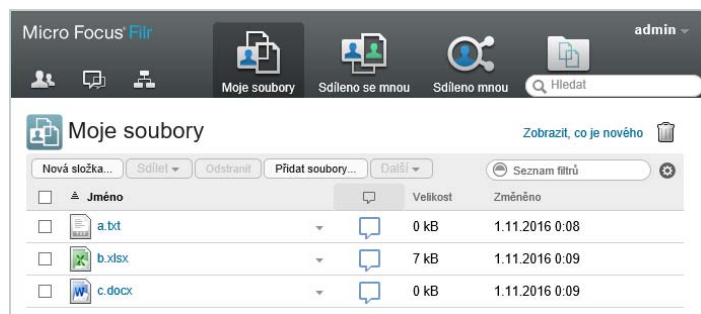 Micro Focus Filr
admin
Moje soubory
Sdíleno se mnou
Sdíleno mnou
Hledat
Moje soubory
Zobrazit, co je nového
Nová složka... Sdílet Odstranit Přidat soubory... Další Seznam filtrů
Jméno Velikost Změněno
a.txt 0 kB 1.11.2016 0:08
b.xlsx 7 kB 1.11.2016 0:09
c.docx 0 kB 1.11.2016 0:09